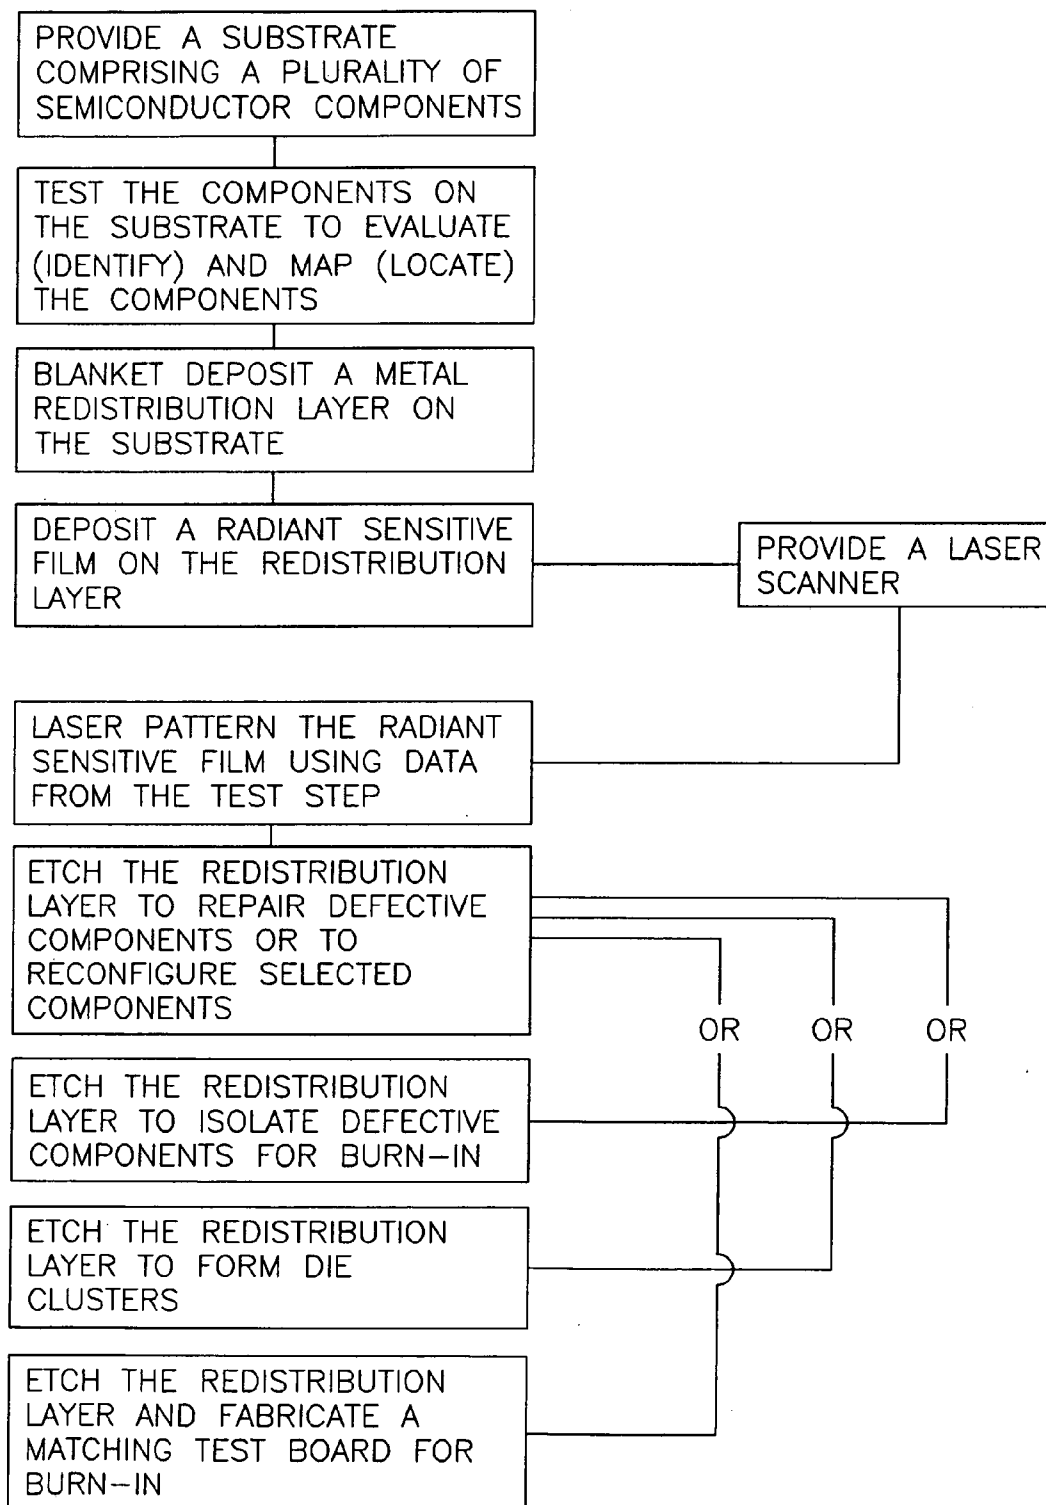 PROVIDE A SUBSTRATE
COMPRISING A PLURALITY OF
SEMICONDUCTOR COMPONENTS
TEST THE COMPONENTS ON
THE SUBSTRATE TO EVALUATE
(IDENTIFY) AND MAP (LOCATE)
THE COMPONENTS
BLANKET DEPOSIT A METAL
REDISTRIBUTION LAYER ON
THE SUBSTRATE
DEPOSIT A RADIANT SENSITIVE
FILM ON THE REDISTRIBUTION
LAYER
PROVIDE A LASER
SCANNER
LASER PATTERN THE RADIANT
SENSITIVE FILM USING DATA
FROM THE TEST STEP
ETCH THE REDISTRIBUTION
LAYER TO REPAIR DEFECTIVE
COMPONENTS OR TO
RECONFIGURE SELECTED
COMPONENTS
OR OR OR
ETCH THE REDISTRIBUTION
LAYER TO ISOLATE DEFECTIVE
COMPONENTS FOR BURN-IN
ETCH THE REDISTRIBUTION
LAYER TO FORM DIE
CLUSTERS
ETCH THE REDISTRIBUTION
LAYER AND FABRICATE A
MATCHING TEST BOARD FOR
BURN-IN